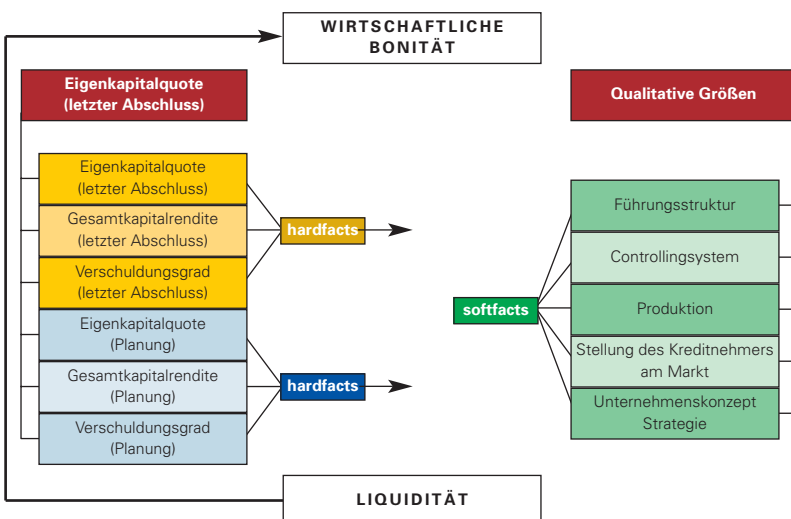 WIRTSCHAFTLICHE
BONITÄT
Eigenkapitalquote
(letzter Abschluss)
Qualitative Größen
Eigenkapitalquote
(letzter Abschluss)
Gesamtkapitalrendite
(letzter Abschluss)
Verschuldungsgrad
(letzter Abschluss)
hardfacts
Eigenkapitalquote
(Planung)
Gesamtkapitalrendite
(Planung)
Verschuldungsgrad
(Planung)
hardfacts
softfacts
Führungsstruktur
Controllingsystem
Produktion
Stellung des Kreditnehmers
am Markt
Unternehmenskonzept
Strategie
LIQUIDITÄT